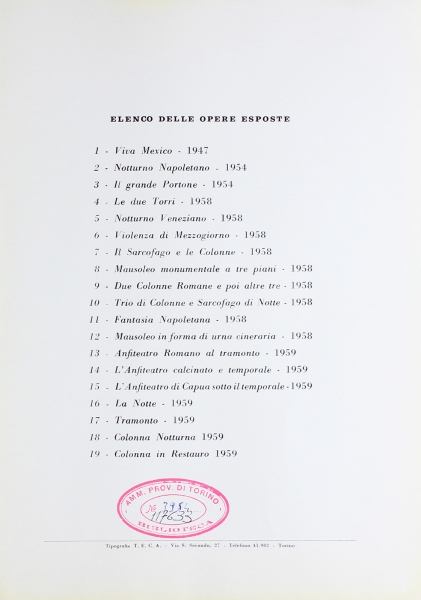 ELENCO DELLE OPERE ESPOSTE
1 - Viva Mexico - 1947
2 - Notturno Napoletano - 1954
3 - Il grande Portone - 1954
4 - Le due Torri - 1958
5 - Notturno Veneziano - 1958
6 - Violenza di Mezzogiorno - 1958
7 - Il Sarcofago e le Colonne - 1958
8 - Mausoleo monumentale a tre piani - 1958
9 - Due Colonne Romane e poi altre tre - 1958
10 - Trio di Colonne e Sarcofago di Notte - 1958
11 - Fantasia Napoletana - 1958
12 - Mausoleo in forma di urna cineraria - 1958
13 - Anfiteatro Romano al tramonto - 1959
14 - L'Anfiteatro calcinato e temporale - 1959
15 - L'Anfiteatro di Capua sotto il temporale - 1959
16 - La Notte - 1959
17 - Tramonto - 1959
18 - Colonna Notturna 1959
19 - Colonna in Restauro 1959
AMM. PROV. DI TORINO
№
BIBLIOTECA
Tipografia T. E. C. A. - Via S. Secondo, 37 - Telefono 45.902 - Torino